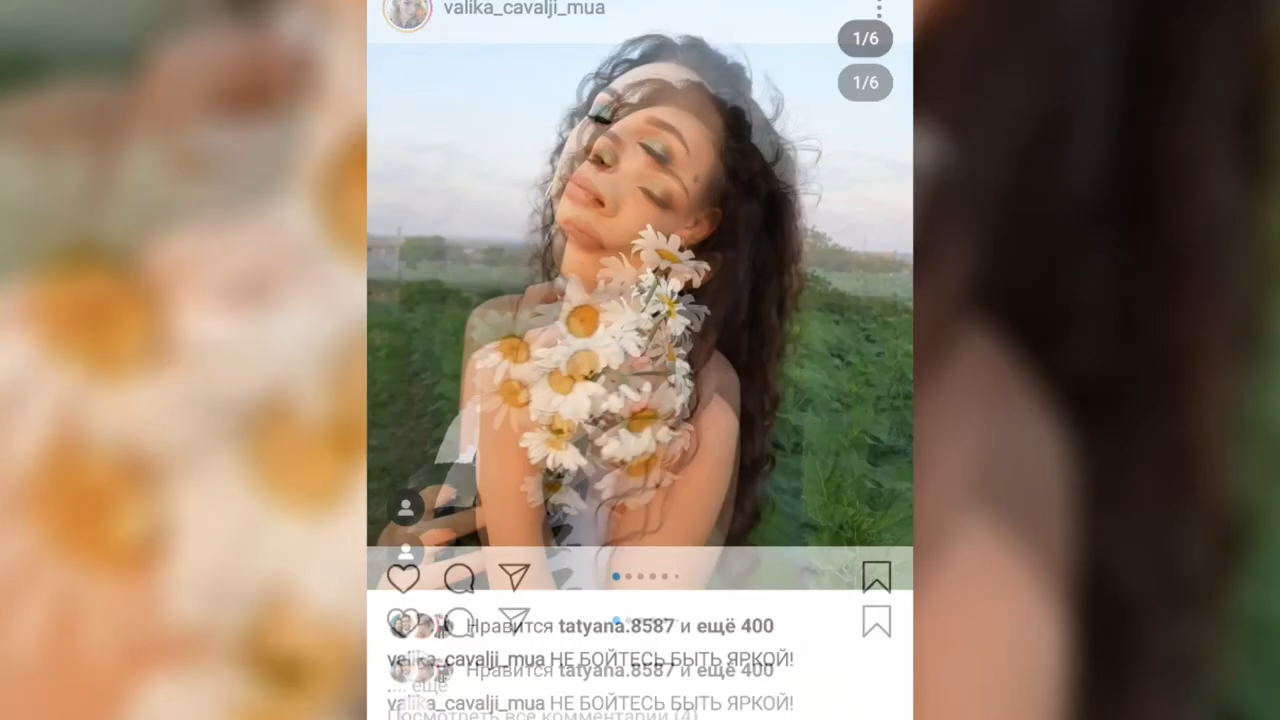 valika_cavalji_mua
1/6
1/6
Нравится tatyana.8587 и ещё 400
valika_cavalji_mua НЕ БОЙТЕСЬ БЫТЬ ЯРКОЙ!
Нравится tatyana.8587 и ещё 400
... ещё
valika_cavalji_mua НЕ БОЙТЕСЬ БЫТЬ ЯРКОЙ!
Посмотреть все комментарии (4)